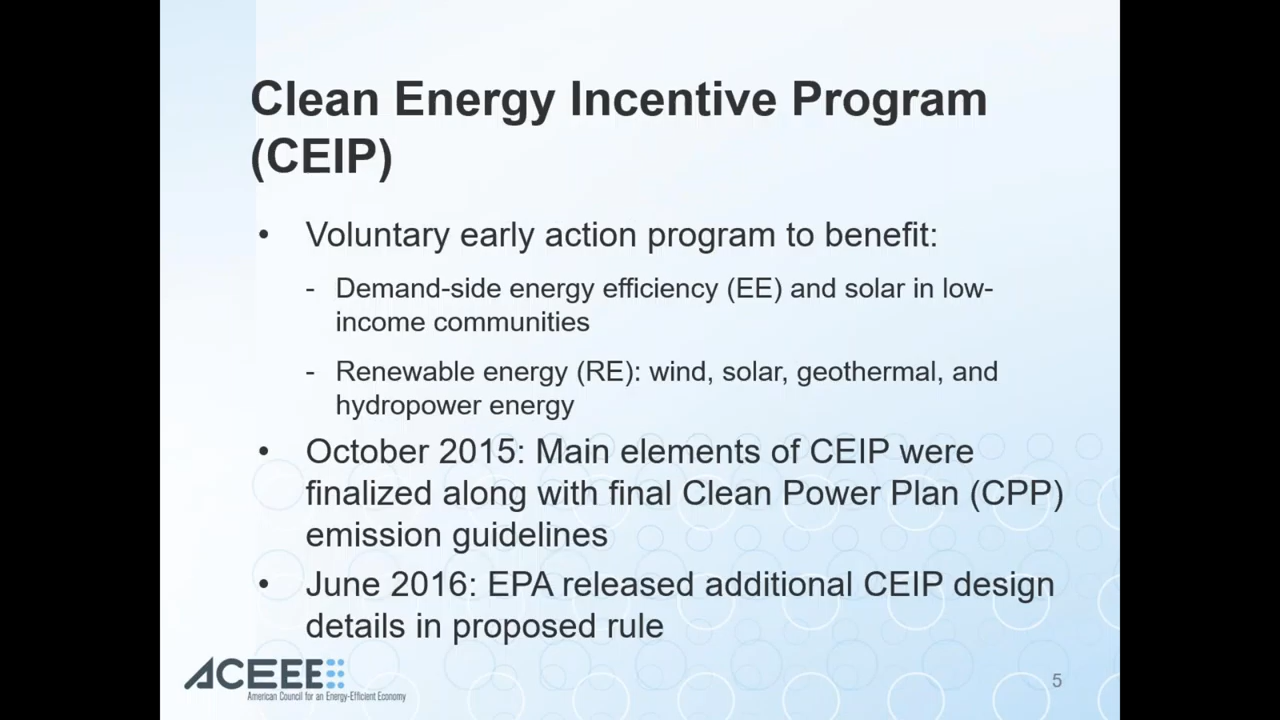 Clean Energy Incentive Program
(CEIP)
• Voluntary early action program to benefit:
- Demand-side energy efficiency (EE) and solar in low-
income communities
- Renewable energy (RE): wind, solar, geothermal, and
hydropower energy
• October 2015: Main elements of CEIP were
finalized along with final Clean Power Plan (CPP)
emission guidelines
• June 2016: EPA released additional CEIP design
details in proposed rule
ACEEE
American Council for an Energy-Efficient Economy
5